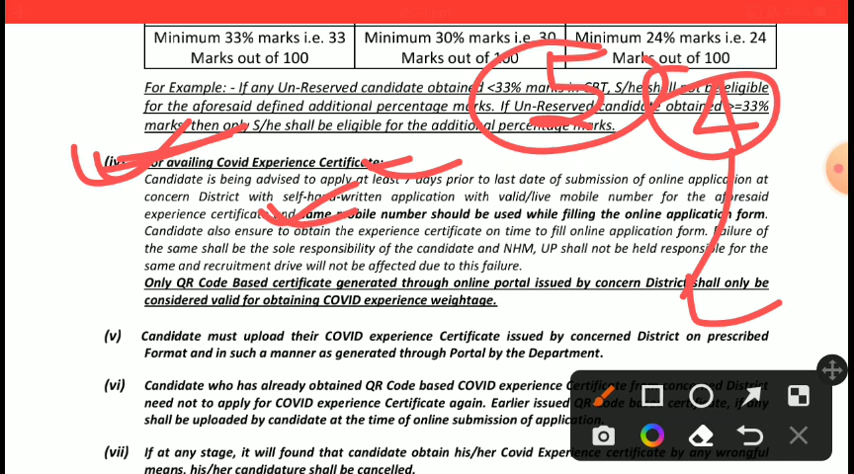 Minimum 33% marks i.e. 33 Minimum 30% marks i.e. 30 Minimum 24% marks i.e. 24
Marks out of 100 Marks out of 100 Marks out of 100
5 4
For Example: - If any Un-Reserved candidate obtained <33% marks in CBT, S/he shall not be eligible
for the aforesaid defined additional percentage marks. If Un-Reserved candidate obtained >=33%
marks, then only S/he shall be eligible for the additional percentage marks.
(iv) For availing Covid Experience Certificate:
Candidate is being advised to apply at least 7 days prior to last date of submission of online application at
concern District with self-hand-written application with valid/live mobile number for the aforesaid
experience certificate and same mobile number should be used while filling the online application form.
Candidate also ensure to obtain the experience certificate on time to fill online application form. Failure of
the same shall be the sole responsibility of the candidate and NHM, UP shall not be held responsible for the
same and recruitment drive will not be affected due to this failure.
Only QR Code Based certificate generated through online portal issued by concern District shall only be
considered valid for obtaining COVID experience weightage.
(v) Candidate must upload their COVID experience Certificate issued by concerned District on prescribed
Format and in such a manner as generated through Portal by the Department.
(vi) Candidate who has already obtained QR Code based COVID experience Certificate from concerned District
need not to apply for COVID experience Certificate again. Earlier issued QR Code based certificate, if any
shall be uploaded by candidate at the time of online submission of application.
(vii) If at any stage, it will found that candidate obtain his/her Covid Experience certificate by any wrongful
means, his/her candidature shall be cancelled.